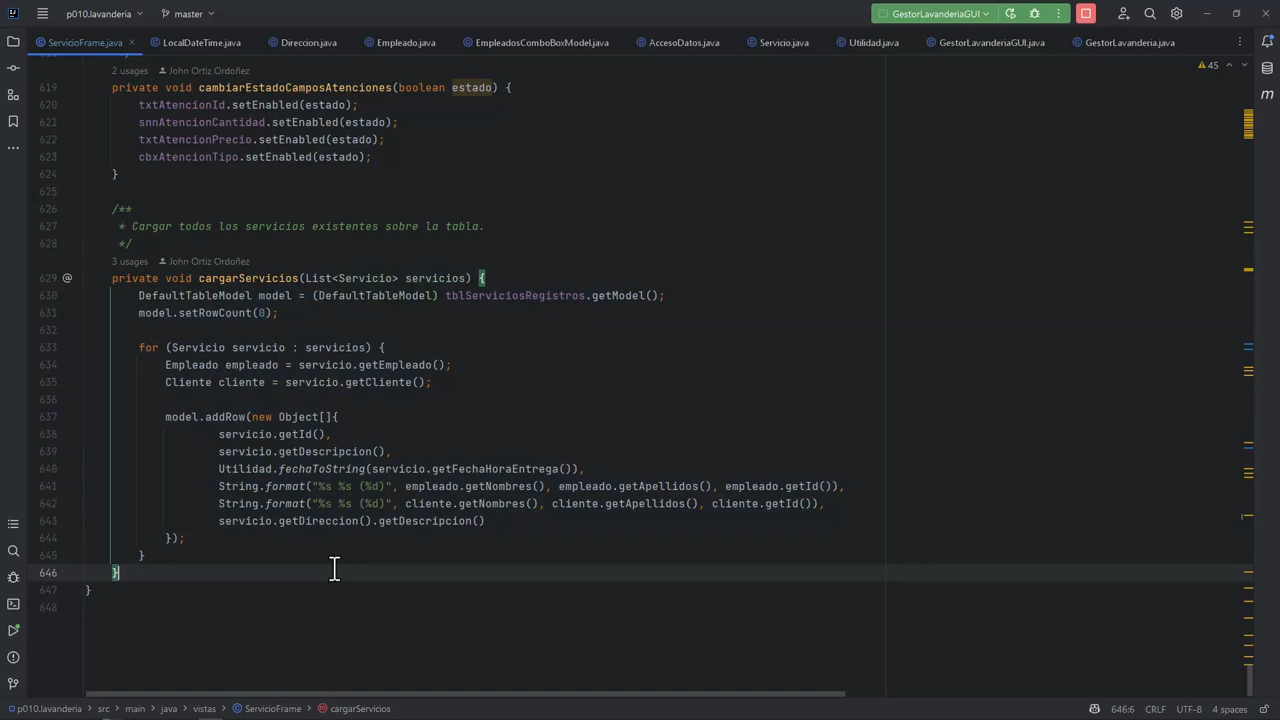 p010.lavanderia
master
GestorLavanderiaGUI
ServicioFrame.java
LocalDateTime.java
Direccion.java
Empleado.java
EmpleadosComboBoxModel.java
AccesoDatos.java
Servicio.java
Utilidad.java
GestorLavanderiaGUI.java
GestorLavanderia.java
2 usages John Ortiz Ordoñez
45
619 private void cambiarEstadoCamposAtenciones(boolean estado) {
620 txtAtencionId.setEnabled(estado);
621 snnAtencionCantidad.setEnabled(estado);
622 txtAtencionPrecio.setEnabled(estado);
623 cbxAtencionTipo.setEnabled(estado);
624 }
625
626 /**
627 * Cargar todos los servicios existentes sobre la tabla.
628 */
3 usages John Ortiz Ordoñez
629 private void cargarServicios(List<Servicio> servicios) {
630 DefaultTableModel model = (DefaultTableModel) tblServiciosRegistros.getModel();
631 model.setRowCount(0);
632
633 for (Servicio servicio : servicios) {
634 Empleado empleado = servicio.getEmpleado();
635 Cliente cliente = servicio.getCliente();
636
637 model.addRow(new Object[]{
638 servicio.getId(),
639 servicio.getDescripcion(),
640 Utilidad.fechaToString(servicio.getFechaHoraEntrega()),
641 String.format("%s %s (%d)", empleado.getNombres(), empleado.getApellidos(), empleado.getId()),
642 String.format("%s %s (%d)", cliente.getNombres(), cliente.getApellidos(), cliente.getId()),
643 servicio.getDireccion().getDescripcion()
644 });
645 }
646 }
647 }
648
p010.lavanderia > src > main > java > vistas > ServicioFrame > cargarServicios
646:6 CRLF UTF-8 4 spaces